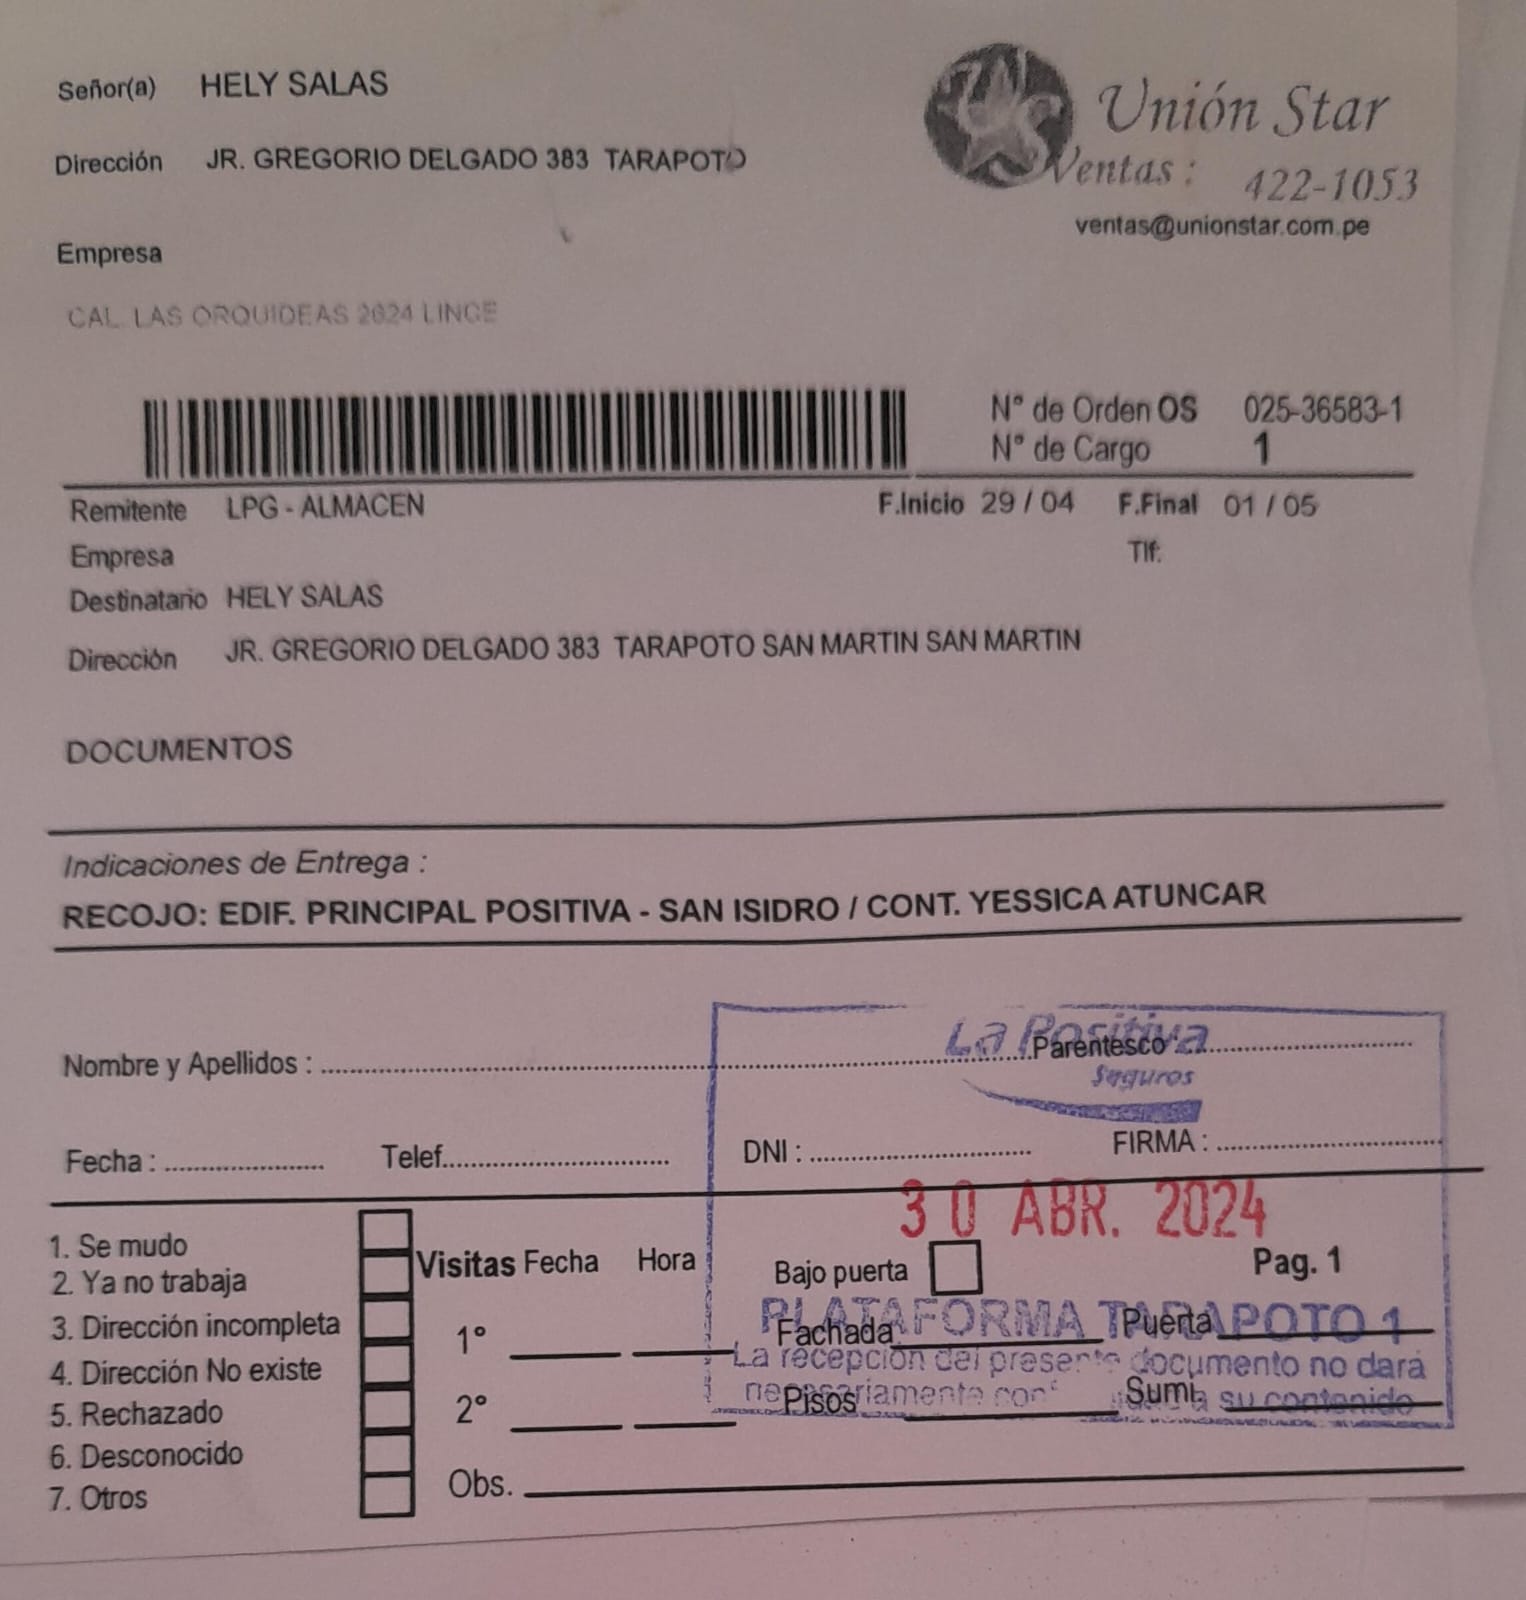 Señor(a) HELY SALAS
Unión Star
Dirección JR. GREGORIO DELGADO 383 TARAPOTO
Ventas : 422-1053
ventas@unionstar.com.pe
Empresa
CAL. LAS ORQUIDEAS 2624 LINCE
N° de Orden OS 025-36583-1
N° de Cargo 1
Remitente LPG - ALMACEN F.Inicio 29 / 04 F.Final 01 / 05
Empresa Tlf:
Destinatario HELY SALAS
Dirección JR. GREGORIO DELGADO 383 TARAPOTO SAN MARTIN SAN MARTIN
DOCUMENTOS
Indicaciones de Entrega :
RECOJO: EDIF. PRINCIPAL POSITIVA - SAN ISIDRO / CONT. YESSICA ATUNCAR
La Positiva
Seguros
Nombre y Apellidos : Parentesco :
Fecha : Telef. DNI : FIRMA :
30 ABR. 2024
1. Se mudo
2. Ya no trabaja
3. Dirección incompleta
4. Dirección No existe
5. Rechazado
6. Desconocido
7. Otros
Visitas Fecha Hora
1°
2°
Obs.
Bajo puerta Pag. 1
PLATAFORMA TARAPOTO 1
Fachada Puerta
La recepción del presente documento no dará
necesariamente su contenido
Pisos Sumi.